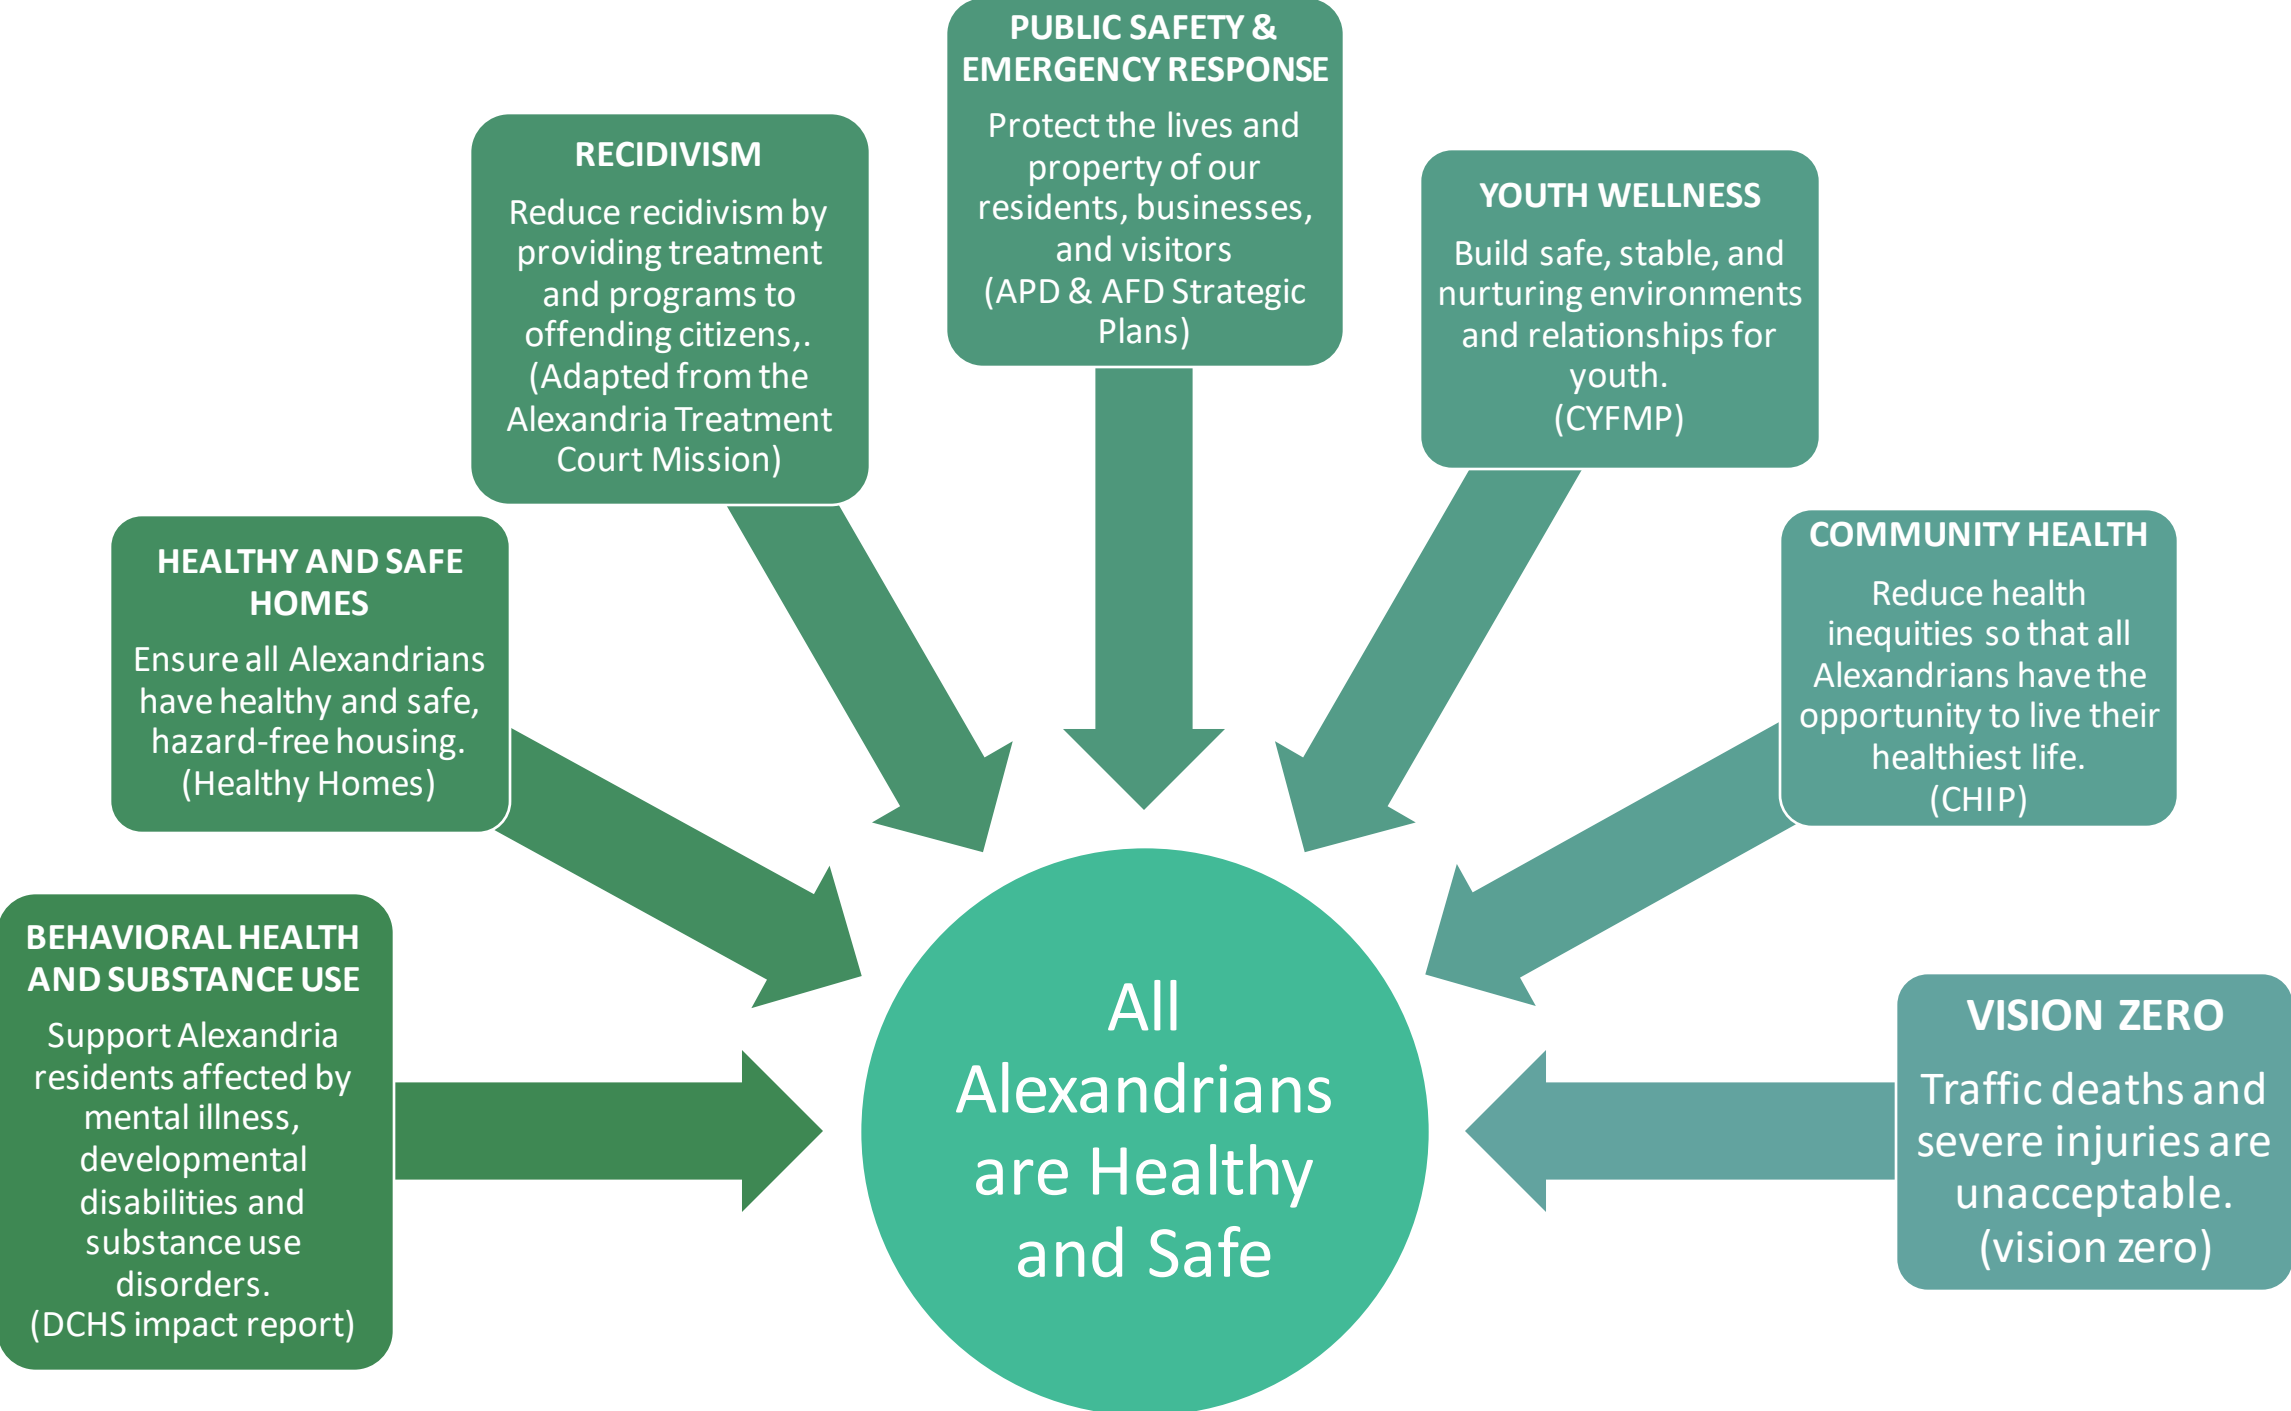 PUBLIC SAFETY &
EMERGENCY RESPONSE
Protect the lives and
property of our
residents, businesses,
and visitors
(APD & AFD Strategic
Plans)
RECIDIVISM
Reduce recidivism by
providing treatment
and programs to
offending citizens,.
(Adapted from the
Alexandria Treatment
Court Mission)
YOUTH WELLNESS
Build safe, stable, and
nurturing environments
and relationships for
youth.
(CYFMP)
HEALTHY AND SAFE
HOMES
Ensure all Alexandrians
have healthy and safe,
hazard-free housing.
(Healthy Homes)
COMMUNITY HEALTH
Reduce health
inequities so that all
Alexandrians have the
opportunity to live their
healthiest life.
(CHIP)
BEHAVIORAL HEALTH
AND SUBSTANCE USE
Support Alexandria
residents affected by
mental illness,
developmental
disabilities and
substance use
disorders.
(DCHS impact report)
All
Alexandrians
are Healthy
and Safe
VISION ZERO
Traffic deaths and
severe injuries are
unacceptable.
(vision zero)